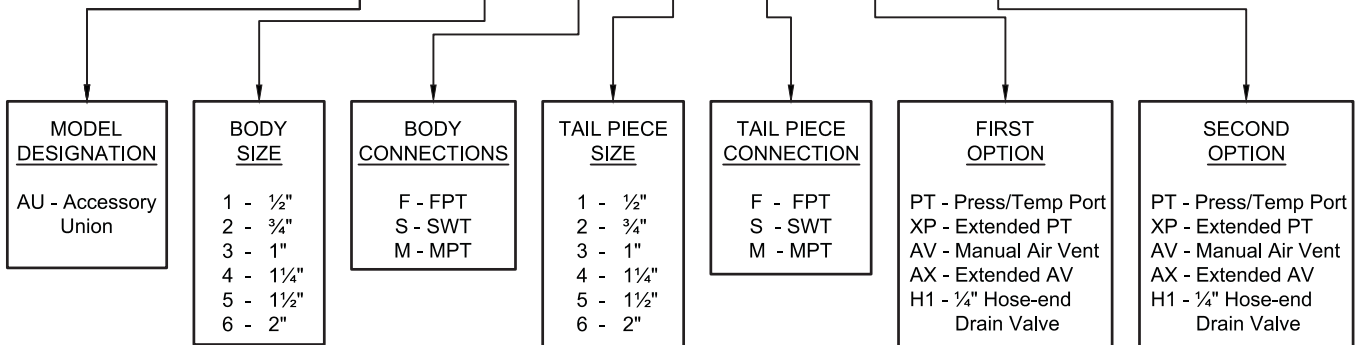 MODEL
DESIGNATION
AU - Accessory
Union
BODY
SIZE
1 - ½"
2 - ¾"
3 - 1"
4 - 1¼"
5 - 1½"
6 - 2"
BODY
CONNECTIONS
F - FPT
S - SWT
M - MPT
TAIL PIECE
SIZE
1 - ½"
2 - ¾"
3 - 1"
4 - 1¼"
5 - 1½"
6 - 2"
TAIL PIECE
CONNECTION
F - FPT
S - SWT
M - MPT
FIRST
OPTION
PT - Press/Temp Port
XP - Extended PT
AV - Manual Air Vent
AX - Extended AV
H1 - ¼" Hose-end
Drain Valve
SECOND
OPTION
PT - Press/Temp Port
XP - Extended PT
AV - Manual Air Vent
AX - Extended AV
H1 - ¼" Hose-end
Drain Valve